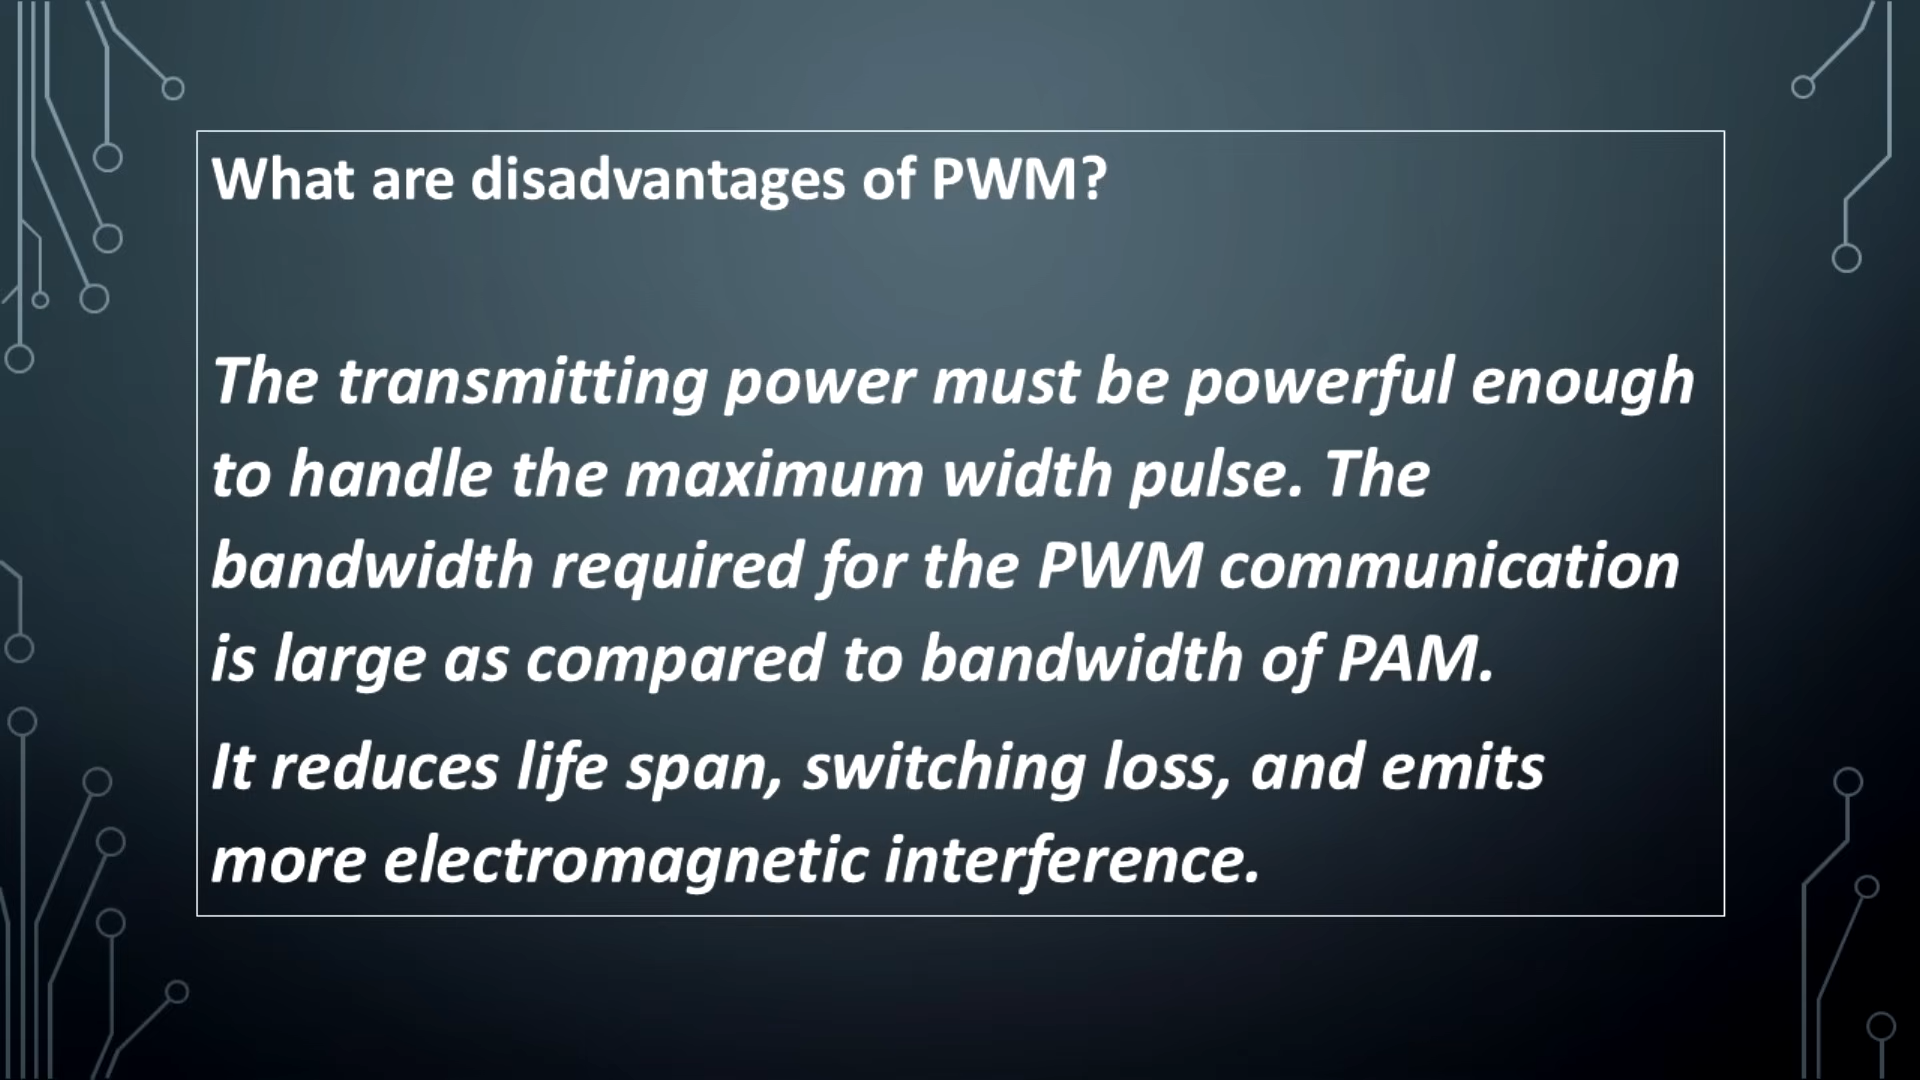 What are disadvantages of PWM?
The transmitting power must be powerful enough
to handle the maximum width pulse. The
bandwidth required for the PWM communication
is large as compared to bandwidth of PAM.
It reduces life span, switching loss, and emits
more electromagnetic interference.